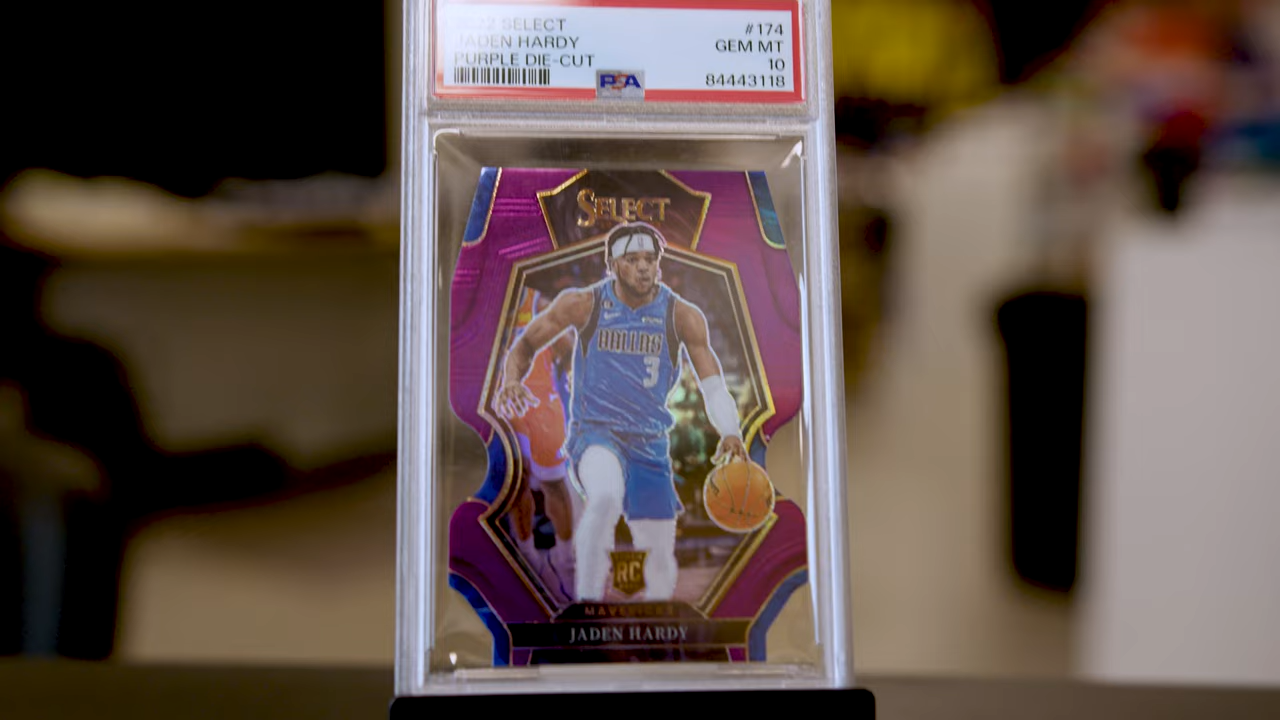 2022 SELECT #174
JADEN HARDY GEM MT
PURPLE DIE-CUT 10
PSA 84443118
SELECT
DALLAS
3
RC
MAVERICKS
JADEN HARDY